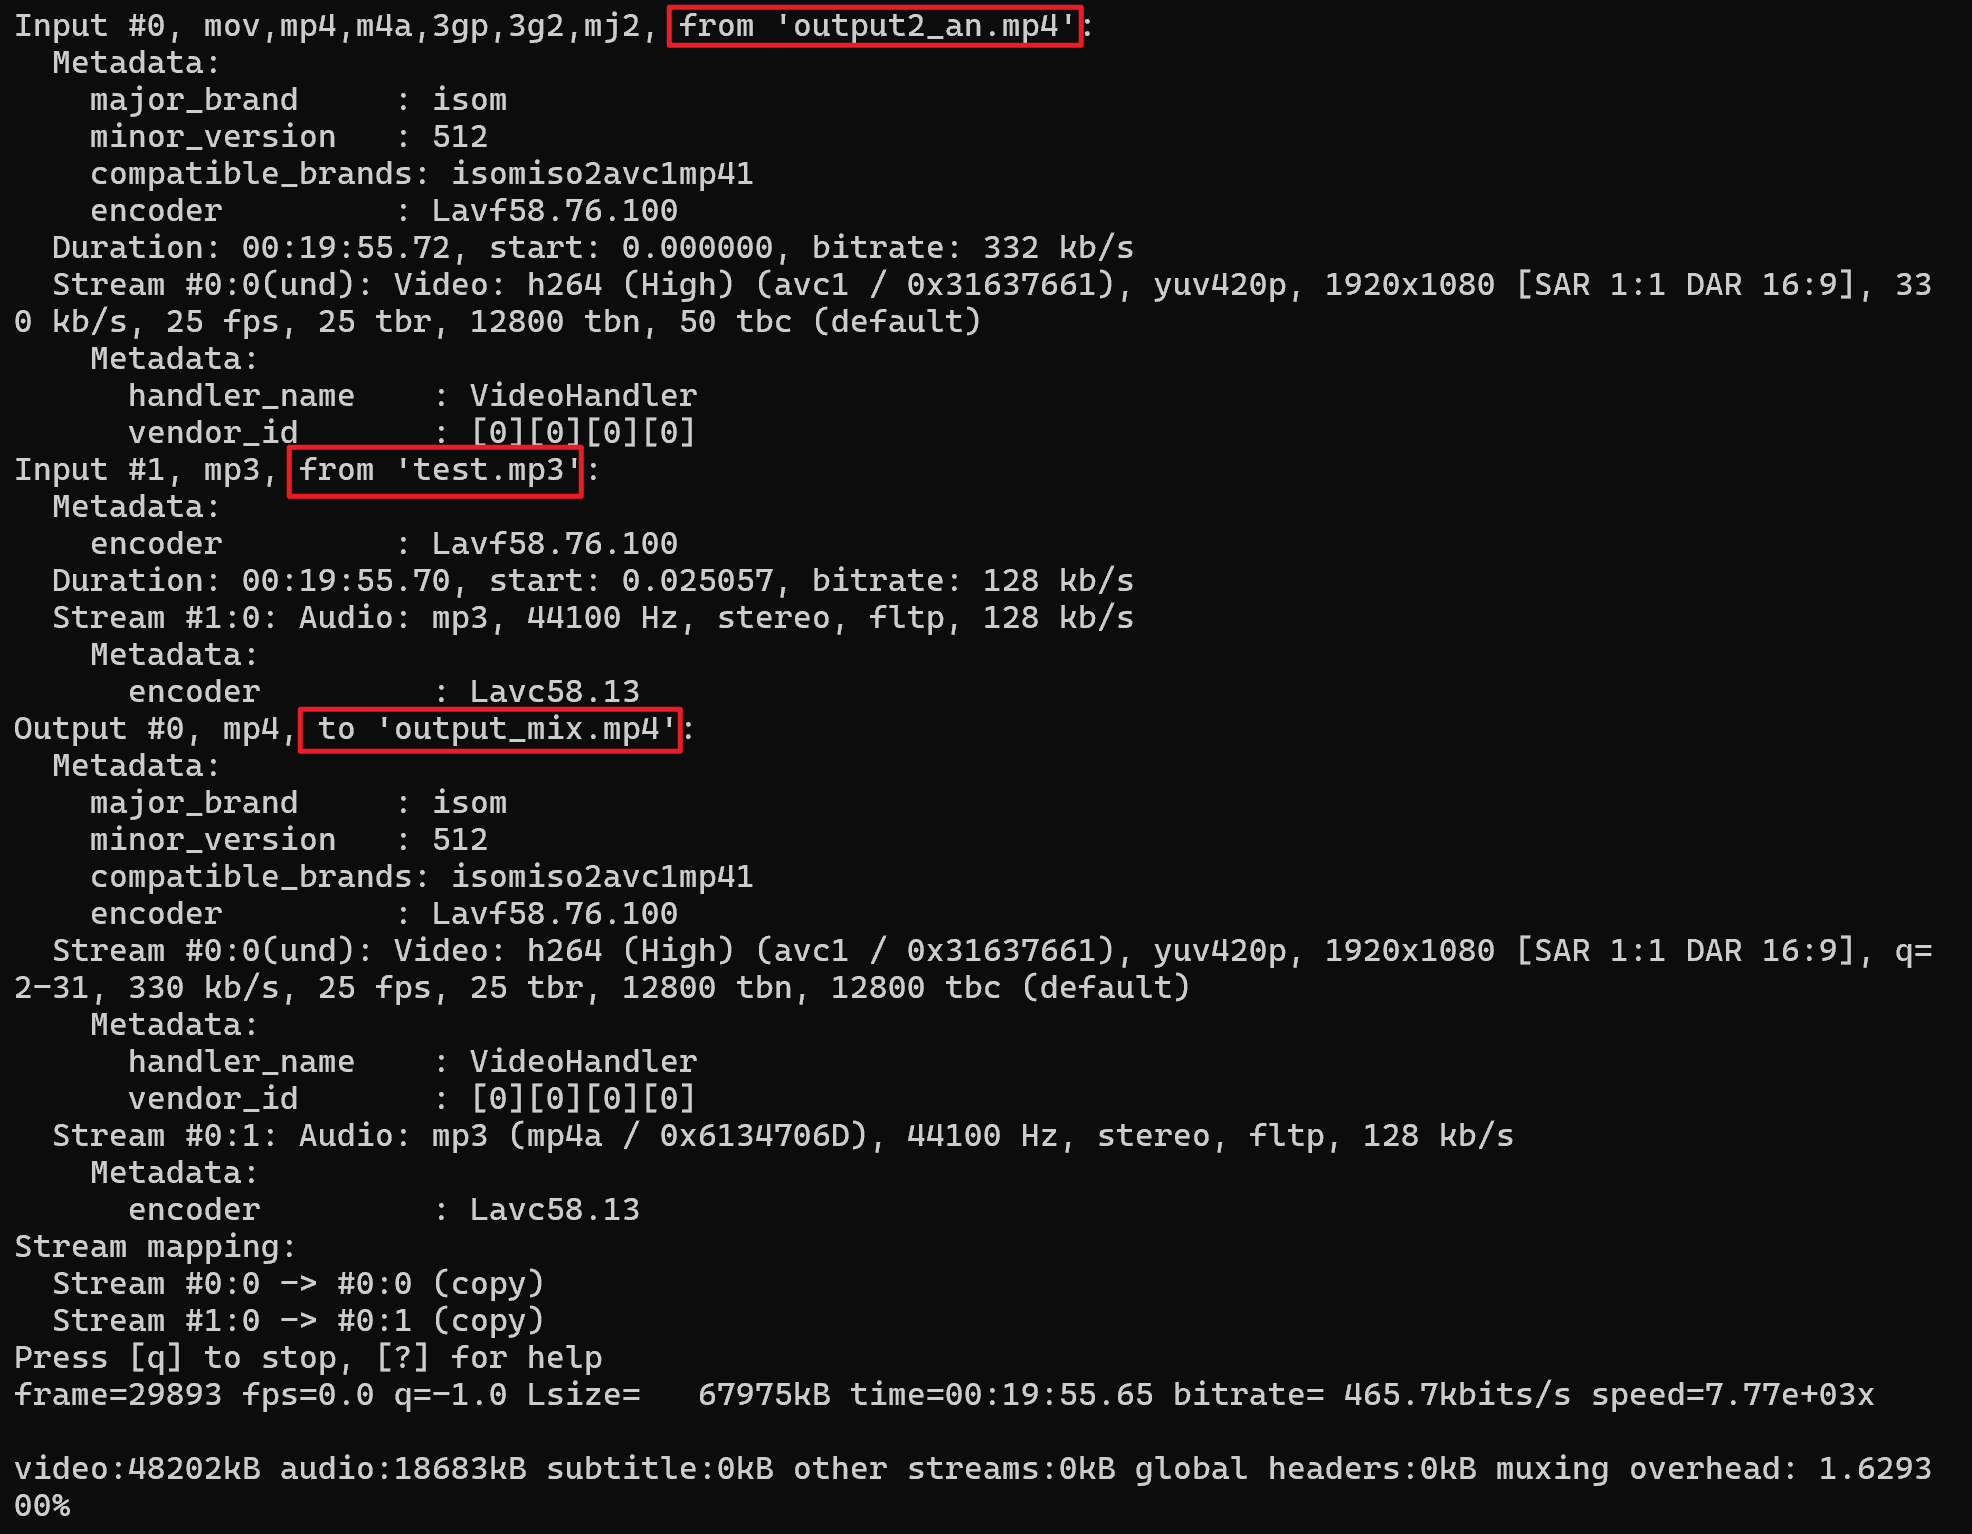 Input #0, mov,mp4,m4a,3gp,3g2,mj2, from 'output2_an.mp4':
  Metadata:
    major_brand     : isom
    minor_version   : 512
    compatible_brands: isomiso2avc1mp41
    encoder         : Lavf58.76.100
  Duration: 00:19:55.72, start: 0.000000, bitrate: 332 kb/s
  Stream #0:0(und): Video: h264 (High) (avc1 / 0x31637661), yuv420p, 1920x1080 [SAR 1:1 DAR 16:9], 33
0 kb/s, 25 fps, 25 tbr, 12800 tbn, 50 tbc (default)
    Metadata:
      handler_name    : VideoHandler
      vendor_id       : [0][0][0][0]
Input #1, mp3, from 'test.mp3':
  Metadata:
    encoder         : Lavf58.76.100
  Duration: 00:19:55.70, start: 0.025057, bitrate: 128 kb/s
  Stream #1:0: Audio: mp3, 44100 Hz, stereo, fltp, 128 kb/s
    Metadata:
      encoder         : Lavc58.13
Output #0, mp4, to 'output_mix.mp4':
  Metadata:
    major_brand     : isom
    minor_version   : 512
    compatible_brands: isomiso2avc1mp41
    encoder         : Lavf58.76.100
  Stream #0:0(und): Video: h264 (High) (avc1 / 0x31637661), yuv420p, 1920x1080 [SAR 1:1 DAR 16:9], q=
2-31, 330 kb/s, 25 fps, 25 tbr, 12800 tbn, 12800 tbc (default)
    Metadata:
      handler_name    : VideoHandler
      vendor_id       : [0][0][0][0]
  Stream #0:1: Audio: mp3 (mp4a / 0x6134706D), 44100 Hz, stereo, fltp, 128 kb/s
    Metadata:
      encoder         : Lavc58.13
Stream mapping:
  Stream #0:0 -> #0:0 (copy)
  Stream #1:0 -> #0:1 (copy)
Press [q] to stop, [?] for help
frame=29893 fps=0.0 q=-1.0 Lsize=   67975kB time=00:19:55.65 bitrate= 465.7kbits/s speed=7.77e+03x
video:48202kB audio:18683kB subtitle:0kB other streams:0kB global headers:0kB muxing overhead: 1.6293
00%